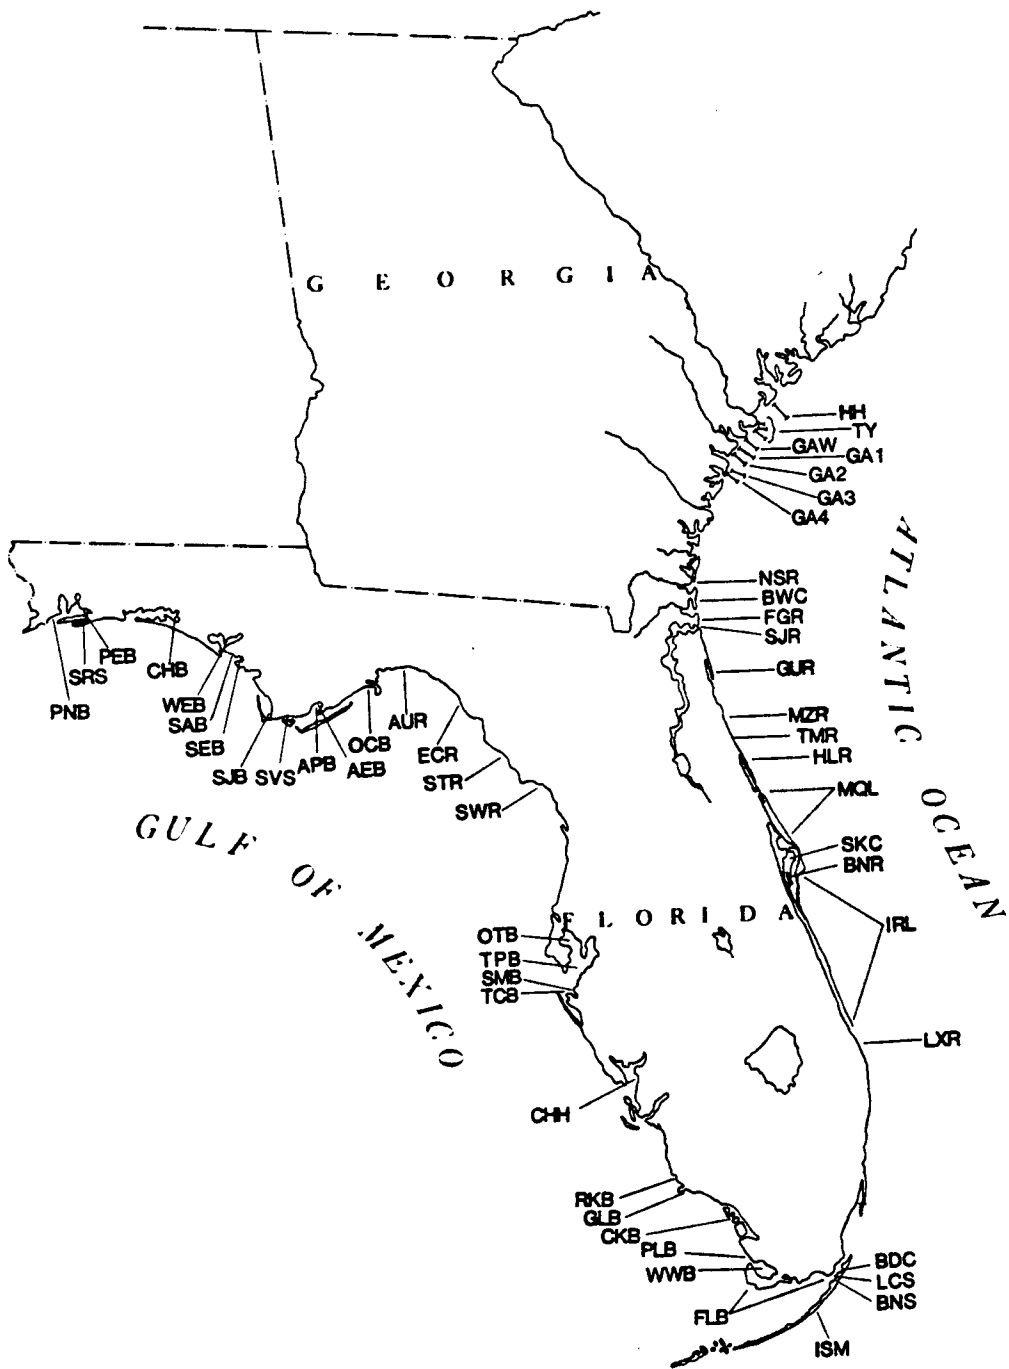 GEORGIA
HH
TY
GAW
GA1
GA2
GA3
GA4
ATLANTIC OCEAN
NSR
BWC
FGR
SJR
GUR
MZR
TMR
HLR
MQL
SKC
BNR
IRL
LXR
PNB
SRS
PEB
CHB
WEB
SAB
SEB
SJB
SVS
APB
AEB
OCB
AUR
ECR
STR
SWR
GULF OF MEXICO
FLORIDA
OTB
TPB
SMB
TCB
CHH
RKB
GLB
CKB
PLB
WWB
FLB
BDC
LCS
BNS
ISM